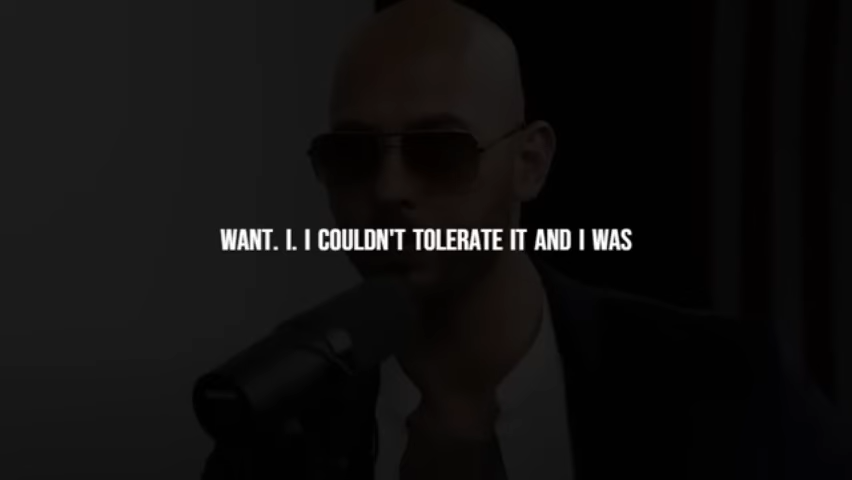 WANT. I. I COULDN'T TOLERATE IT AND I WAS